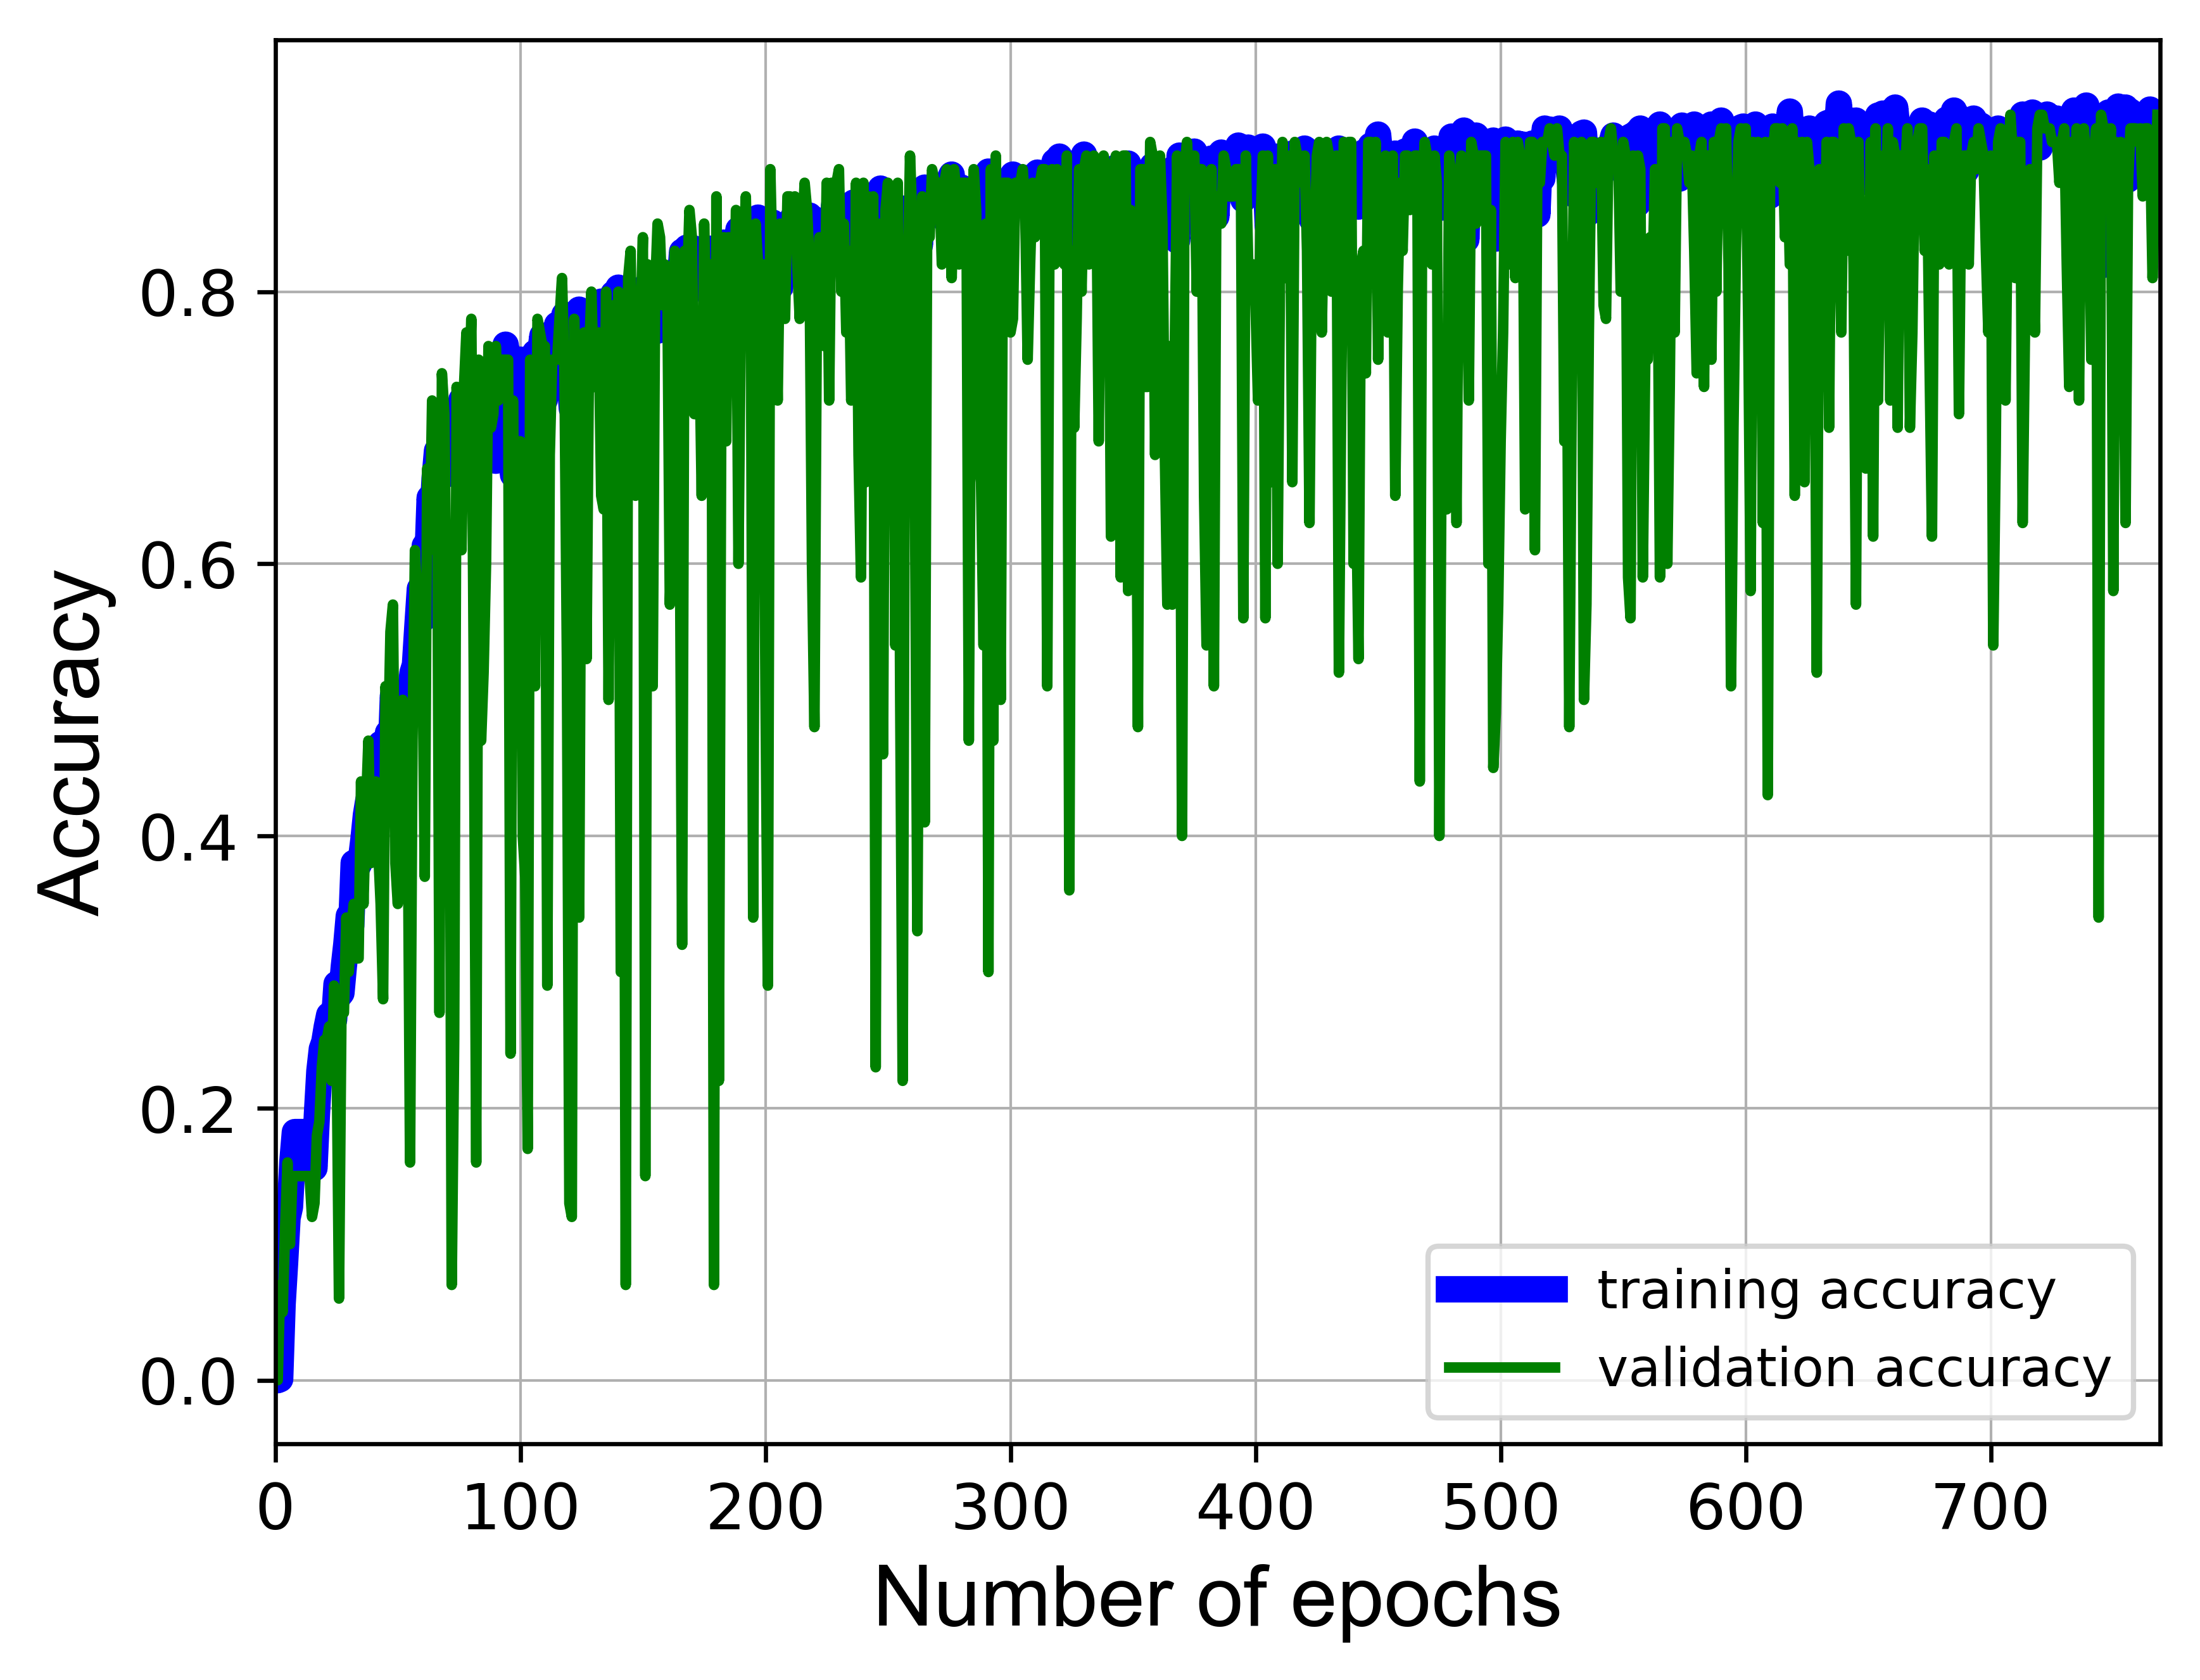 Accuracy
0.8
0.6
0.4
0.2
0.0
training accuracy
validation accuracy
0 100 200 300 400 500 600 700
Number of epochs